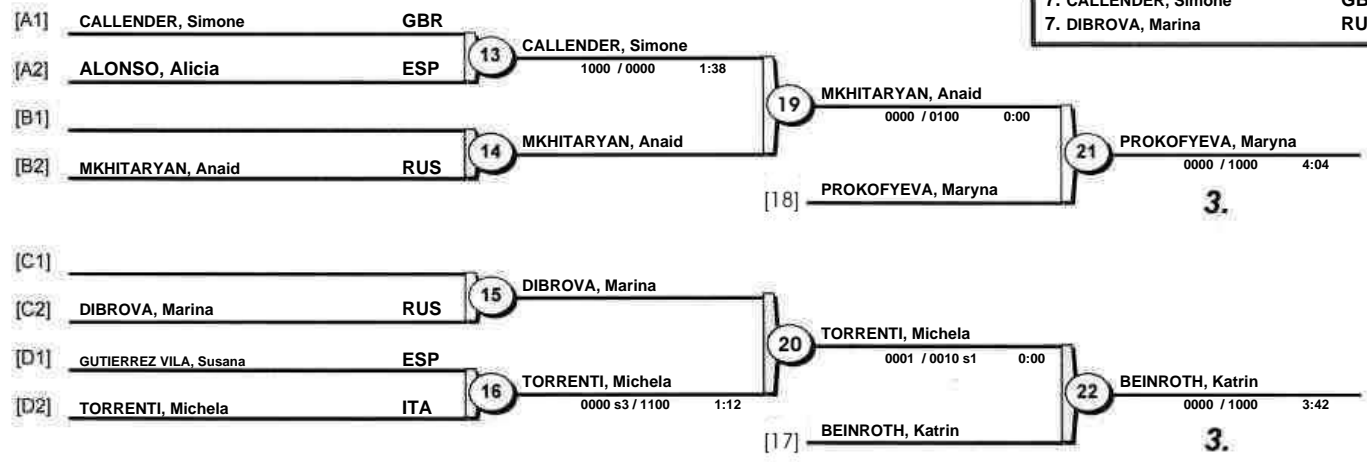 7. CALLENDER, Simone GB
7. DIBROVA, Marina RU
[A1] CALLENDER, Simone GBR
13 CALLENDER, Simone
1000 / 0000 1:38
[A2] ALONSO, Alicia ESP
19 MKHITARYAN, Anaid
0000 / 0100 0:00
[B1]
14 MKHITARYAN, Anaid
[B2] MKHITARYAN, Anaid RUS
21 PROKOFYEVA, Maryna
0000 / 1000 4:04
[18] PROKOFYEVA, Maryna
3.
[C1]
15 DIBROVA, Marina
[C2] DIBROVA, Marina RUS
20 TORRENTI, Michela
0001 / 0010 s1 0:00
[D1] GUTIERREZ VILA, Susana ESP
16 TORRENTI, Michela
0000 s3 / 1100 1:12
[D2] TORRENTI, Michela ITA
22 BEINROTH, Katrin
0000 / 1000 3:42
[17] BEINROTH, Katrin
3.